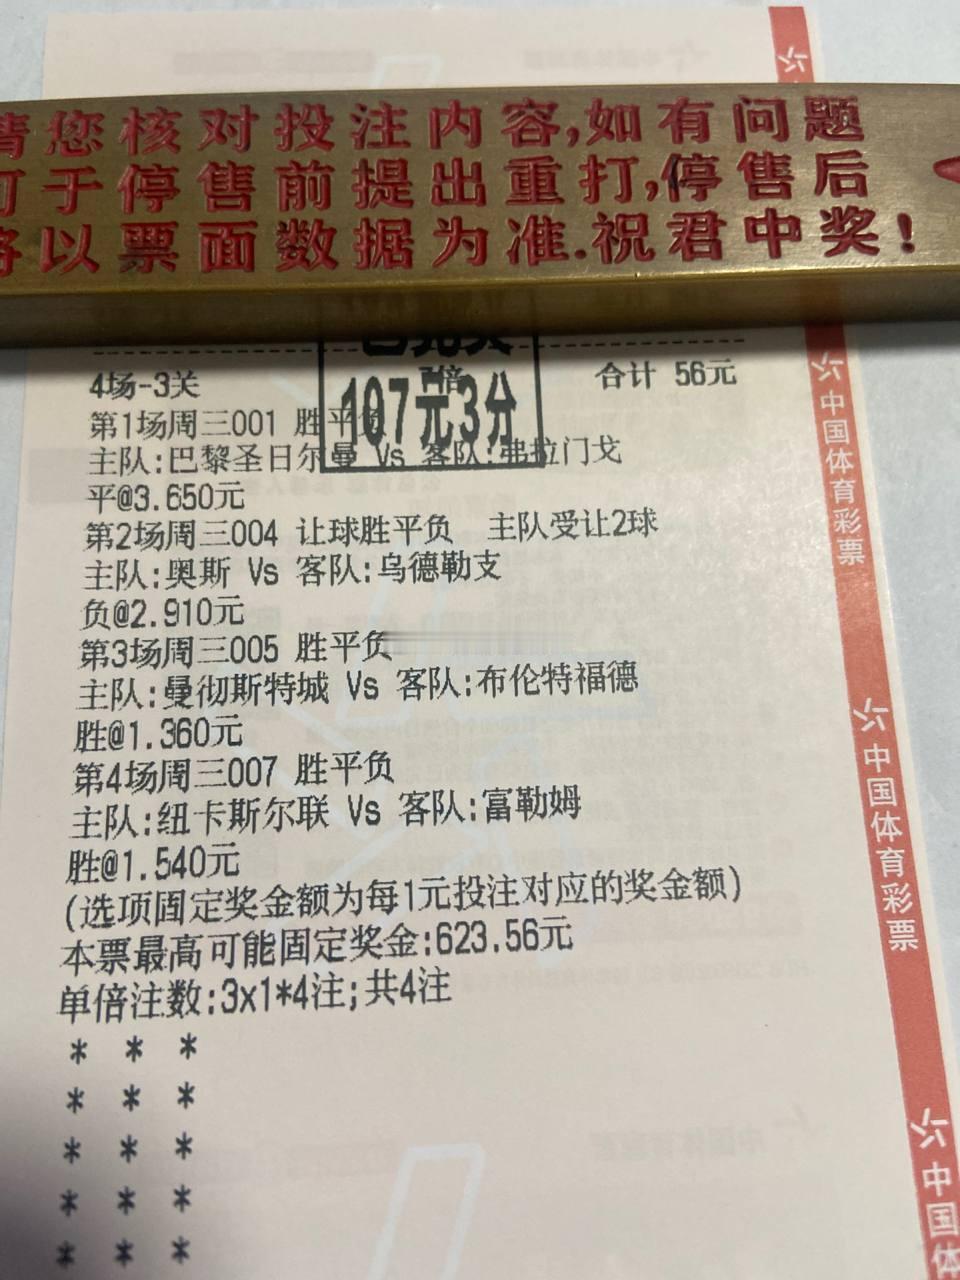 请您核对投注内容,如有问题
可于停售前提出重打,停售后
将以票面数据为准.祝君中奖!
已兑奖
107元3分
4场-3关 7倍 合计 56元
第1场周三001 胜平负
主队:巴黎圣日尔曼 Vs 客队:弗拉门戈
平@3.650元
第2场周三004 让球胜平负 主队受让2球
主队:奥斯 Vs 客队:乌德勒支
负@2.910元
第3场周三005 胜平负
主队:曼彻斯特城 Vs 客队:布伦特福德
胜@1.360元
第4场周三007 胜平负
主队:纽卡斯尔联 Vs 客队:富勒姆
胜@1.540元
(选项固定奖金额为每1元投注对应的奖金额)
本票最高可能固定奖金:623.56元
单倍注数:3x1*4注;共4注
* * *
* * *
* * *
* * *
* * *
中国体育彩票
中国体育彩票
中国体